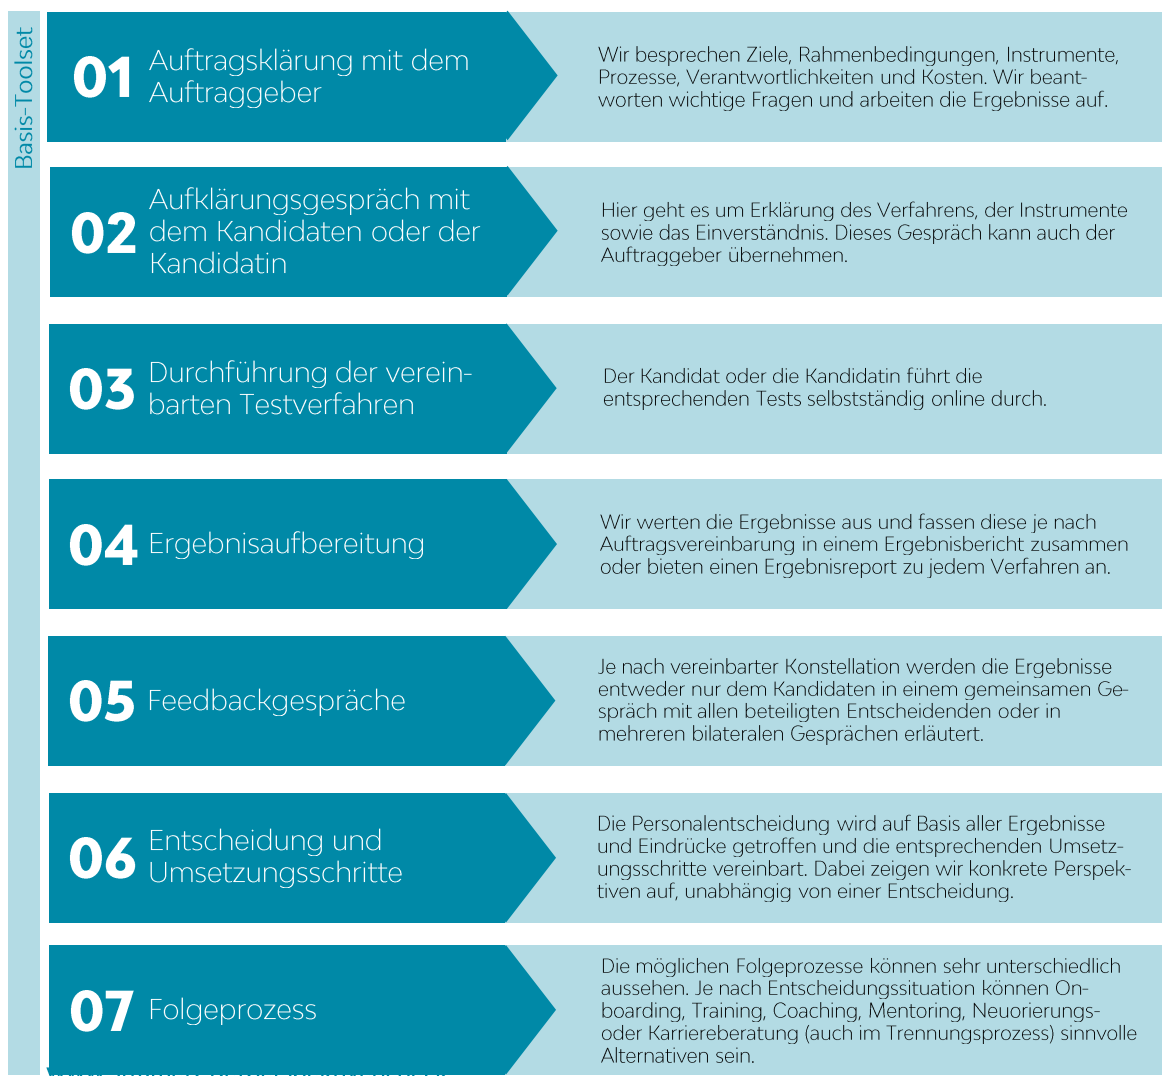 Basis-Toolset
01
Auftragsklärung mit dem
Auftraggeber
Wir besprechen Ziele, Rahmenbedingungen, Instrumente,
Prozesse, Verantwortlichkeiten und Kosten. Wir beant-
worten wichtige Fragen und arbeiten die Ergebnisse auf.
02
Aufklärungsgespräch mit
dem Kandidaten oder der
Kandidatin
Hier geht es um Erklärung des Verfahrens, der Instrumente
sowie das Einverständnis. Dieses Gespräch kann auch der
Auftraggeber übernehmen.
03
Durchführung der verein-
barten Testverfahren
Der Kandidat oder die Kandidatin führt die
entsprechenden Tests selbstständig online durch.
04
Ergebnisaufbereitung
Wir werten die Ergebnisse aus und fassen diese je nach
Auftragsvereinbarung in einem Ergebnisbericht zusammen
oder bieten einen Ergebnisreport zu jedem Verfahren an.
05
Feedbackgespräche
Je nach vereinbarter Konstellation werden die Ergebnisse
entweder nur dem Kandidaten in einem gemeinsamen Ge-
spräch mit allen beteiligten Entscheidenden oder in
mehreren bilateralen Gesprächen erläutert.
06
Entscheidung und
Umsetzungsschritte
Die Personalentscheidung wird auf Basis aller Ergebnisse
und Eindrücke getroffen und die entsprechenden Umsetz-
ungsschritte vereinbart. Dabei zeigen wir konkrete Perspek-
tiven auf, unabhängig von einer Entscheidung.
07
Folgeprozess
Die möglichen Folgeprozesse können sehr unterschiedlich
aussehen. Je nach Entscheidungssituation können On-
boarding, Training, Coaching, Mentoring, Neuorierungs-
oder Karriereberatung (auch im Trennungsprozess) sinnvolle
Alternativen sein.